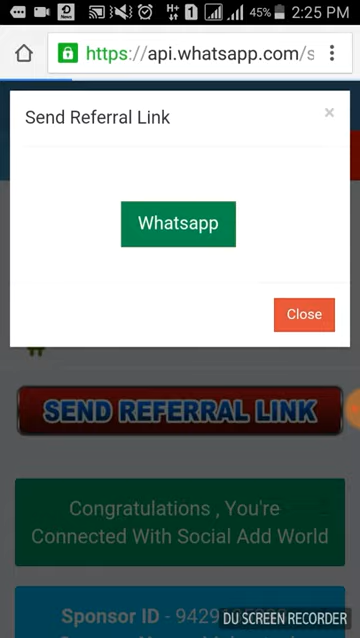 45% 2:25 PM
https://api.whatsapp.com/s
Send Referral Link
×
Whatsapp
Close
SEND REFERRAL LINK
Congratulations , You're
Connected With Social Add World
Sponsor ID - 9429
DU SCREEN RECORDER